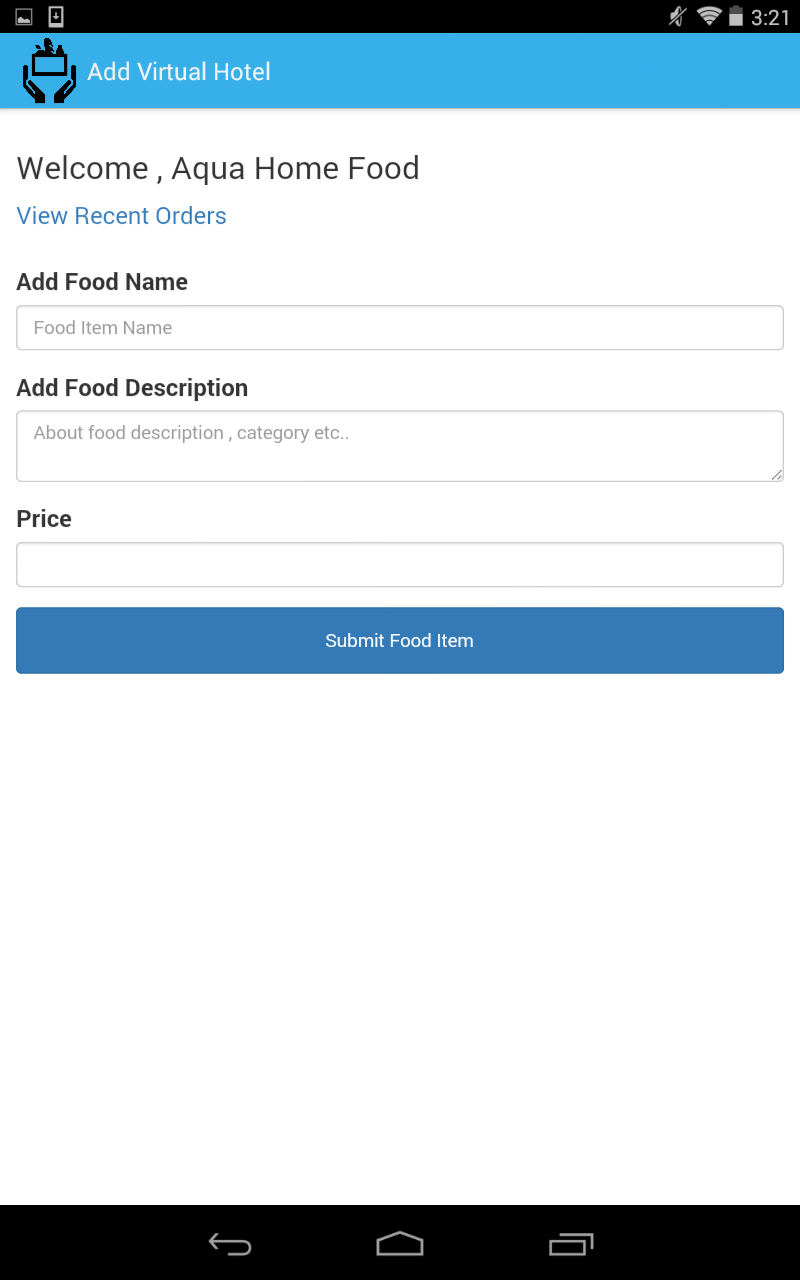 3:21
Add Virtual Hotel
Welcome , Aqua Home Food
View Recent Orders
Add Food Name
Food Item Name
Add Food Description
About food description , category etc..
Price
Submit Food Item